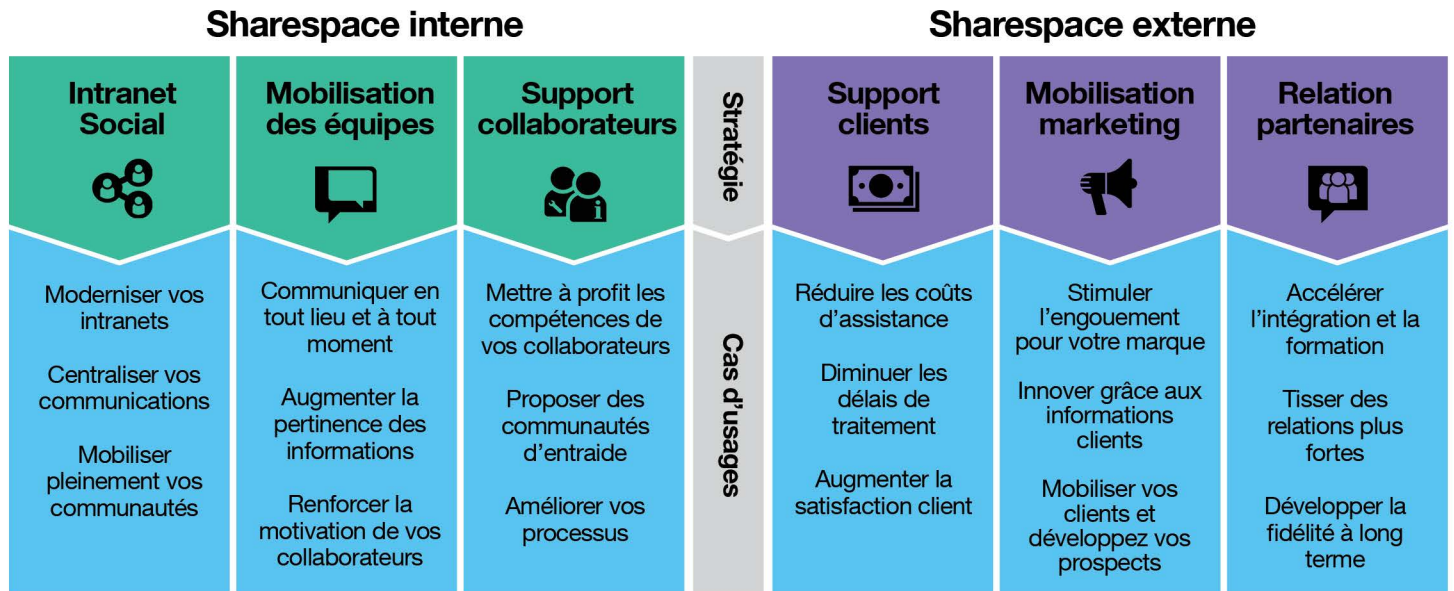 Sharespace interne
Intranet
Social
Moderniser vos
intranets
Centraliser vos
communications
Mobiliser
pleinement vos
communautés
Mobilisation
des équipes
Communiquer en
tout lieu et à tout
moment
Augmenter la
pertinence des
informations
Renforcer la
motivation de vos
collaborateurs
Support
collaborateurs
Mettre à profit les
compétences de
vos collaborateurs
Proposer des
communautés
d'entraide
Améliorer vos
processus
Stratégie
Cas d'usages
Sharespace externe
Support
clients
Réduire les coûts
d'assistance
Diminuer les
délais de
traitement
Augmenter la
satisfaction client
Mobilisation
marketing
Stimuler
l'engouement
pour votre marque
Innover grâce aux
informations
clients
Mobiliser vos
clients et
développez vos
prospects
Relation
partenaires
Accélérer
l'intégration et la
formation
Tisser des
relations plus
fortes
Développer la
fidélité à long
terme